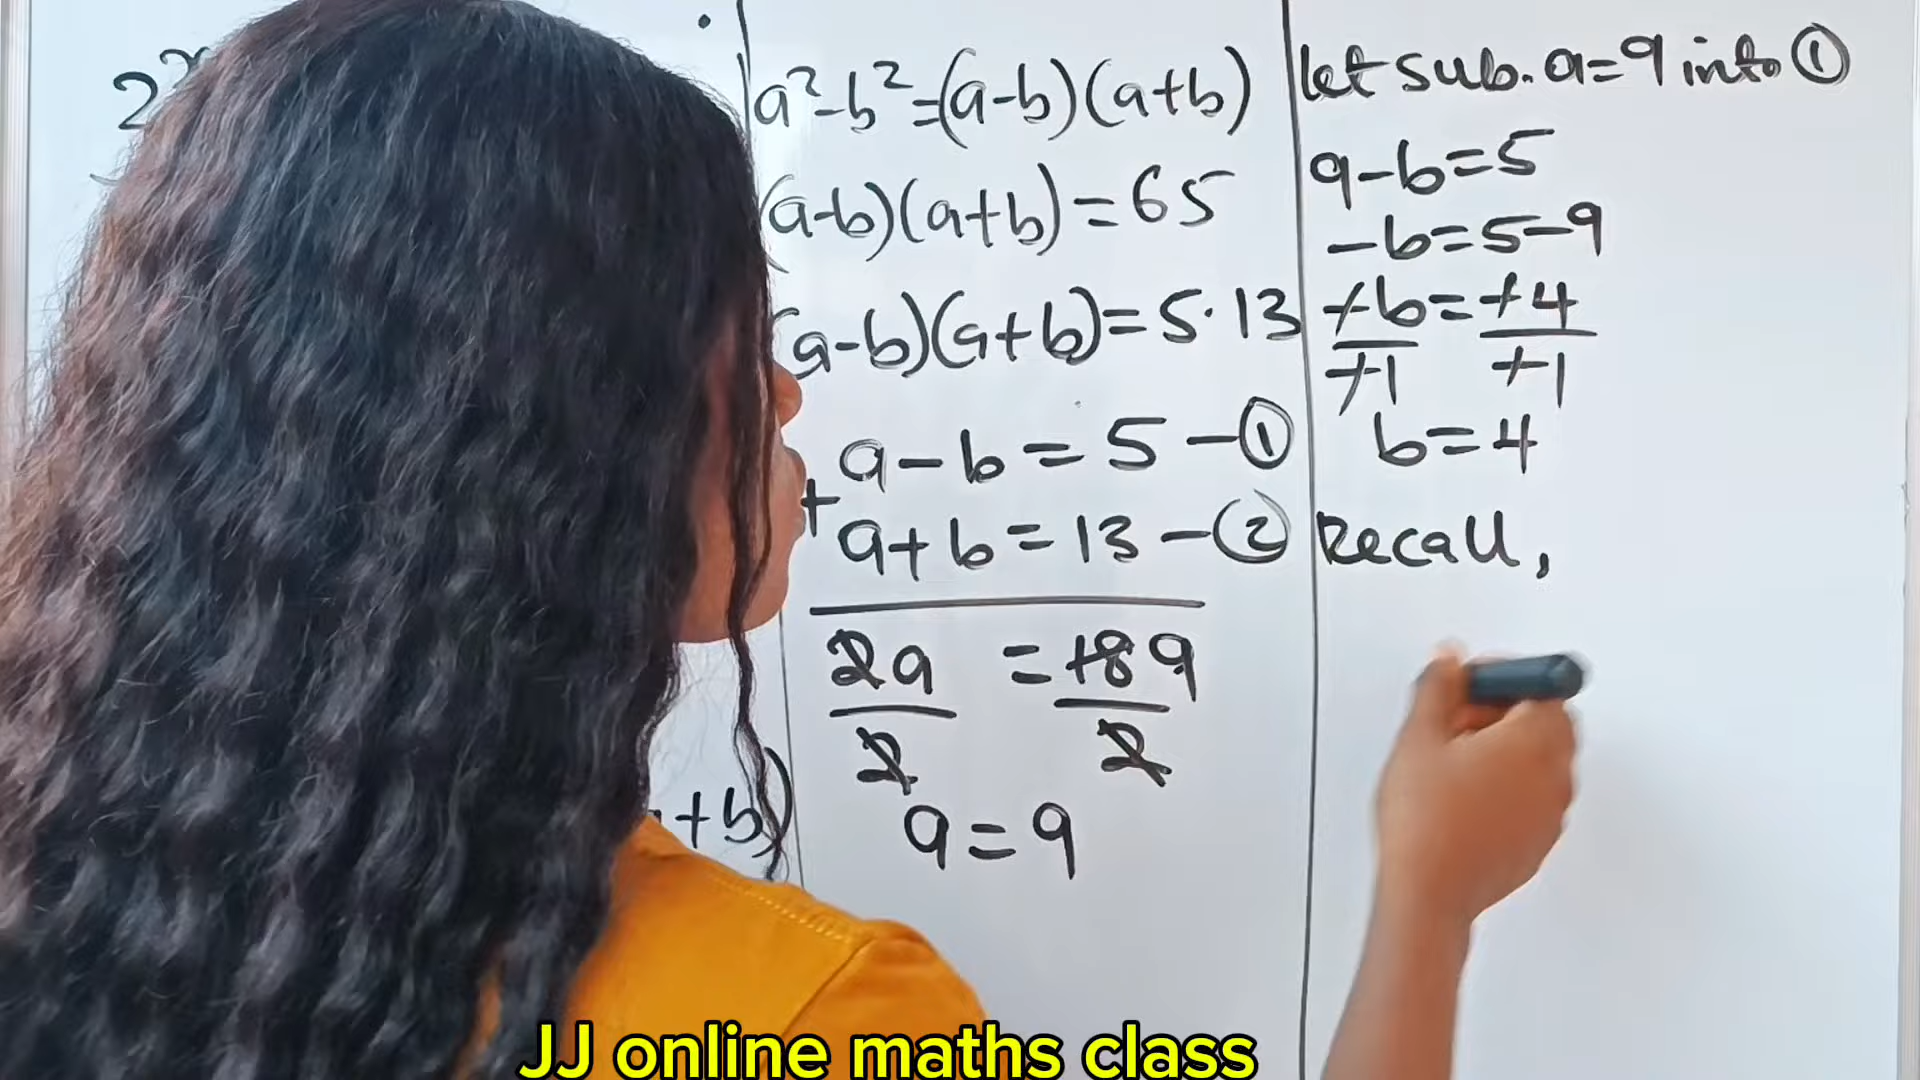 2^x
+b)
a²-b²=(a-b)(a+b)
(a-b)(a+b)=65
(a-b)(a+b)=5·13
a-b=5-①
+a+b=13-②
2a =18 9
2 2
a=9
let sub. a=9 into ①
9-b=5
-b=5-9
-b=-4
-1 -1
b=4
Recall,
JJ online maths class